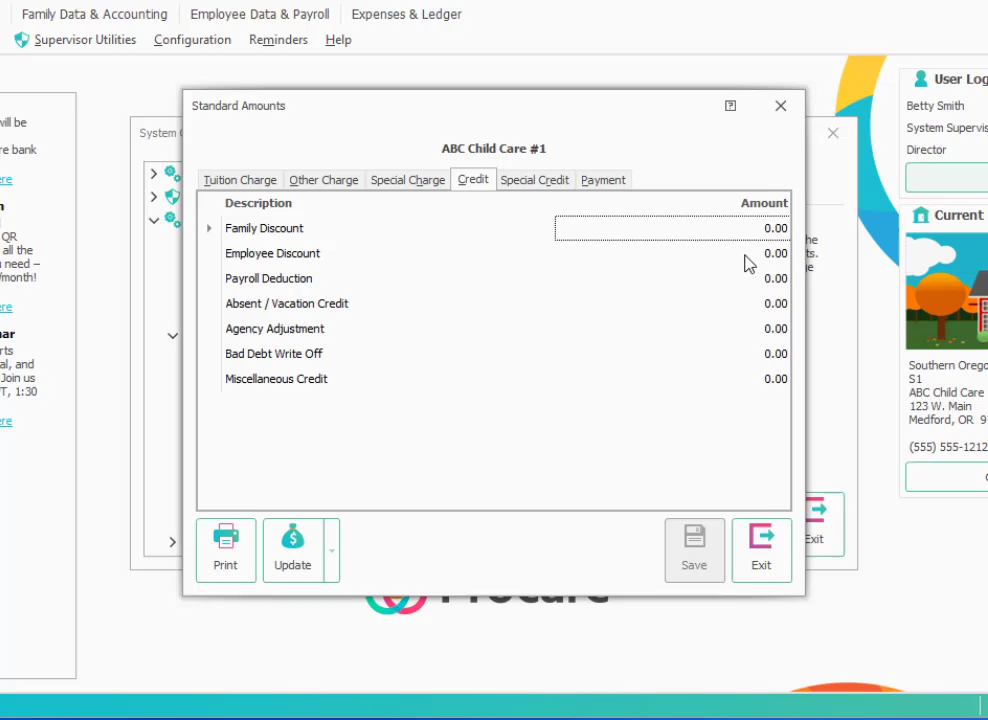 Family Data & Accounting
Employee Data & Payroll
Expenses & Ledger
Supervisor Utilities
Configuration
Reminders
Help
will be
re bank
ere
QR
all the
need –
/month!
ere
ar
rts
al, and
Join us
T, 1:30
ere
System
Standard Amounts
ABC Child Care #1
Tuition Charge
Other Charge
Special Charge
Credit
Special Credit
Payment
Description Amount
Family Discount 0.00
Employee Discount 0.00
Payroll Deduction 0.00
Absent / Vacation Credit 0.00
Agency Adjustment 0.00
Bad Debt Write Off 0.00
Miscellaneous Credit 0.00
Print
Update
Save
Exit
he
ts.
e
Exit
Procare
User Log
Betty Smith
System Supervis
Director
Current
Southern Orego
S1
ABC Child Care
123 W. Main
Medford, OR 9
(555) 555-1212